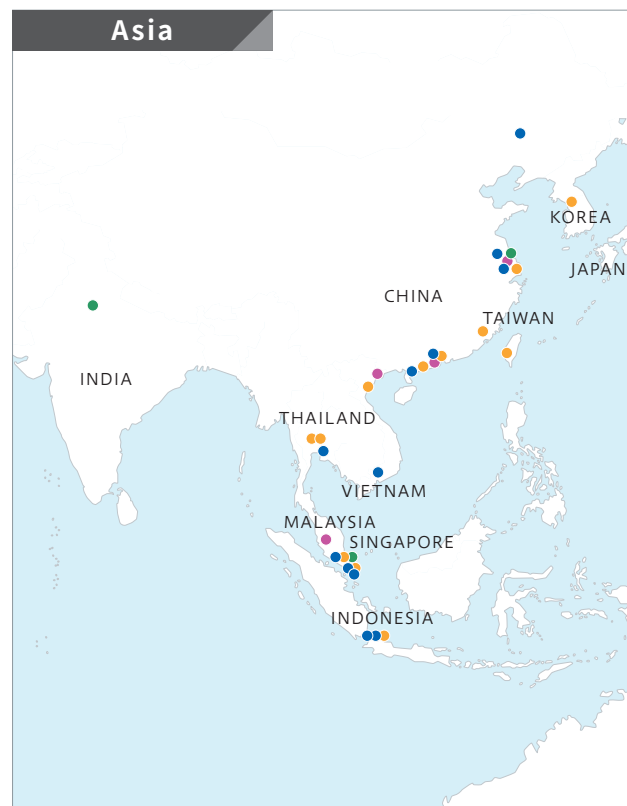 Asia
KOREA
JAPAN
CHINA
TAIWAN
INDIA
THAILAND
VIETNAM
MALAYSIA
SINGAPORE
INDONESIA